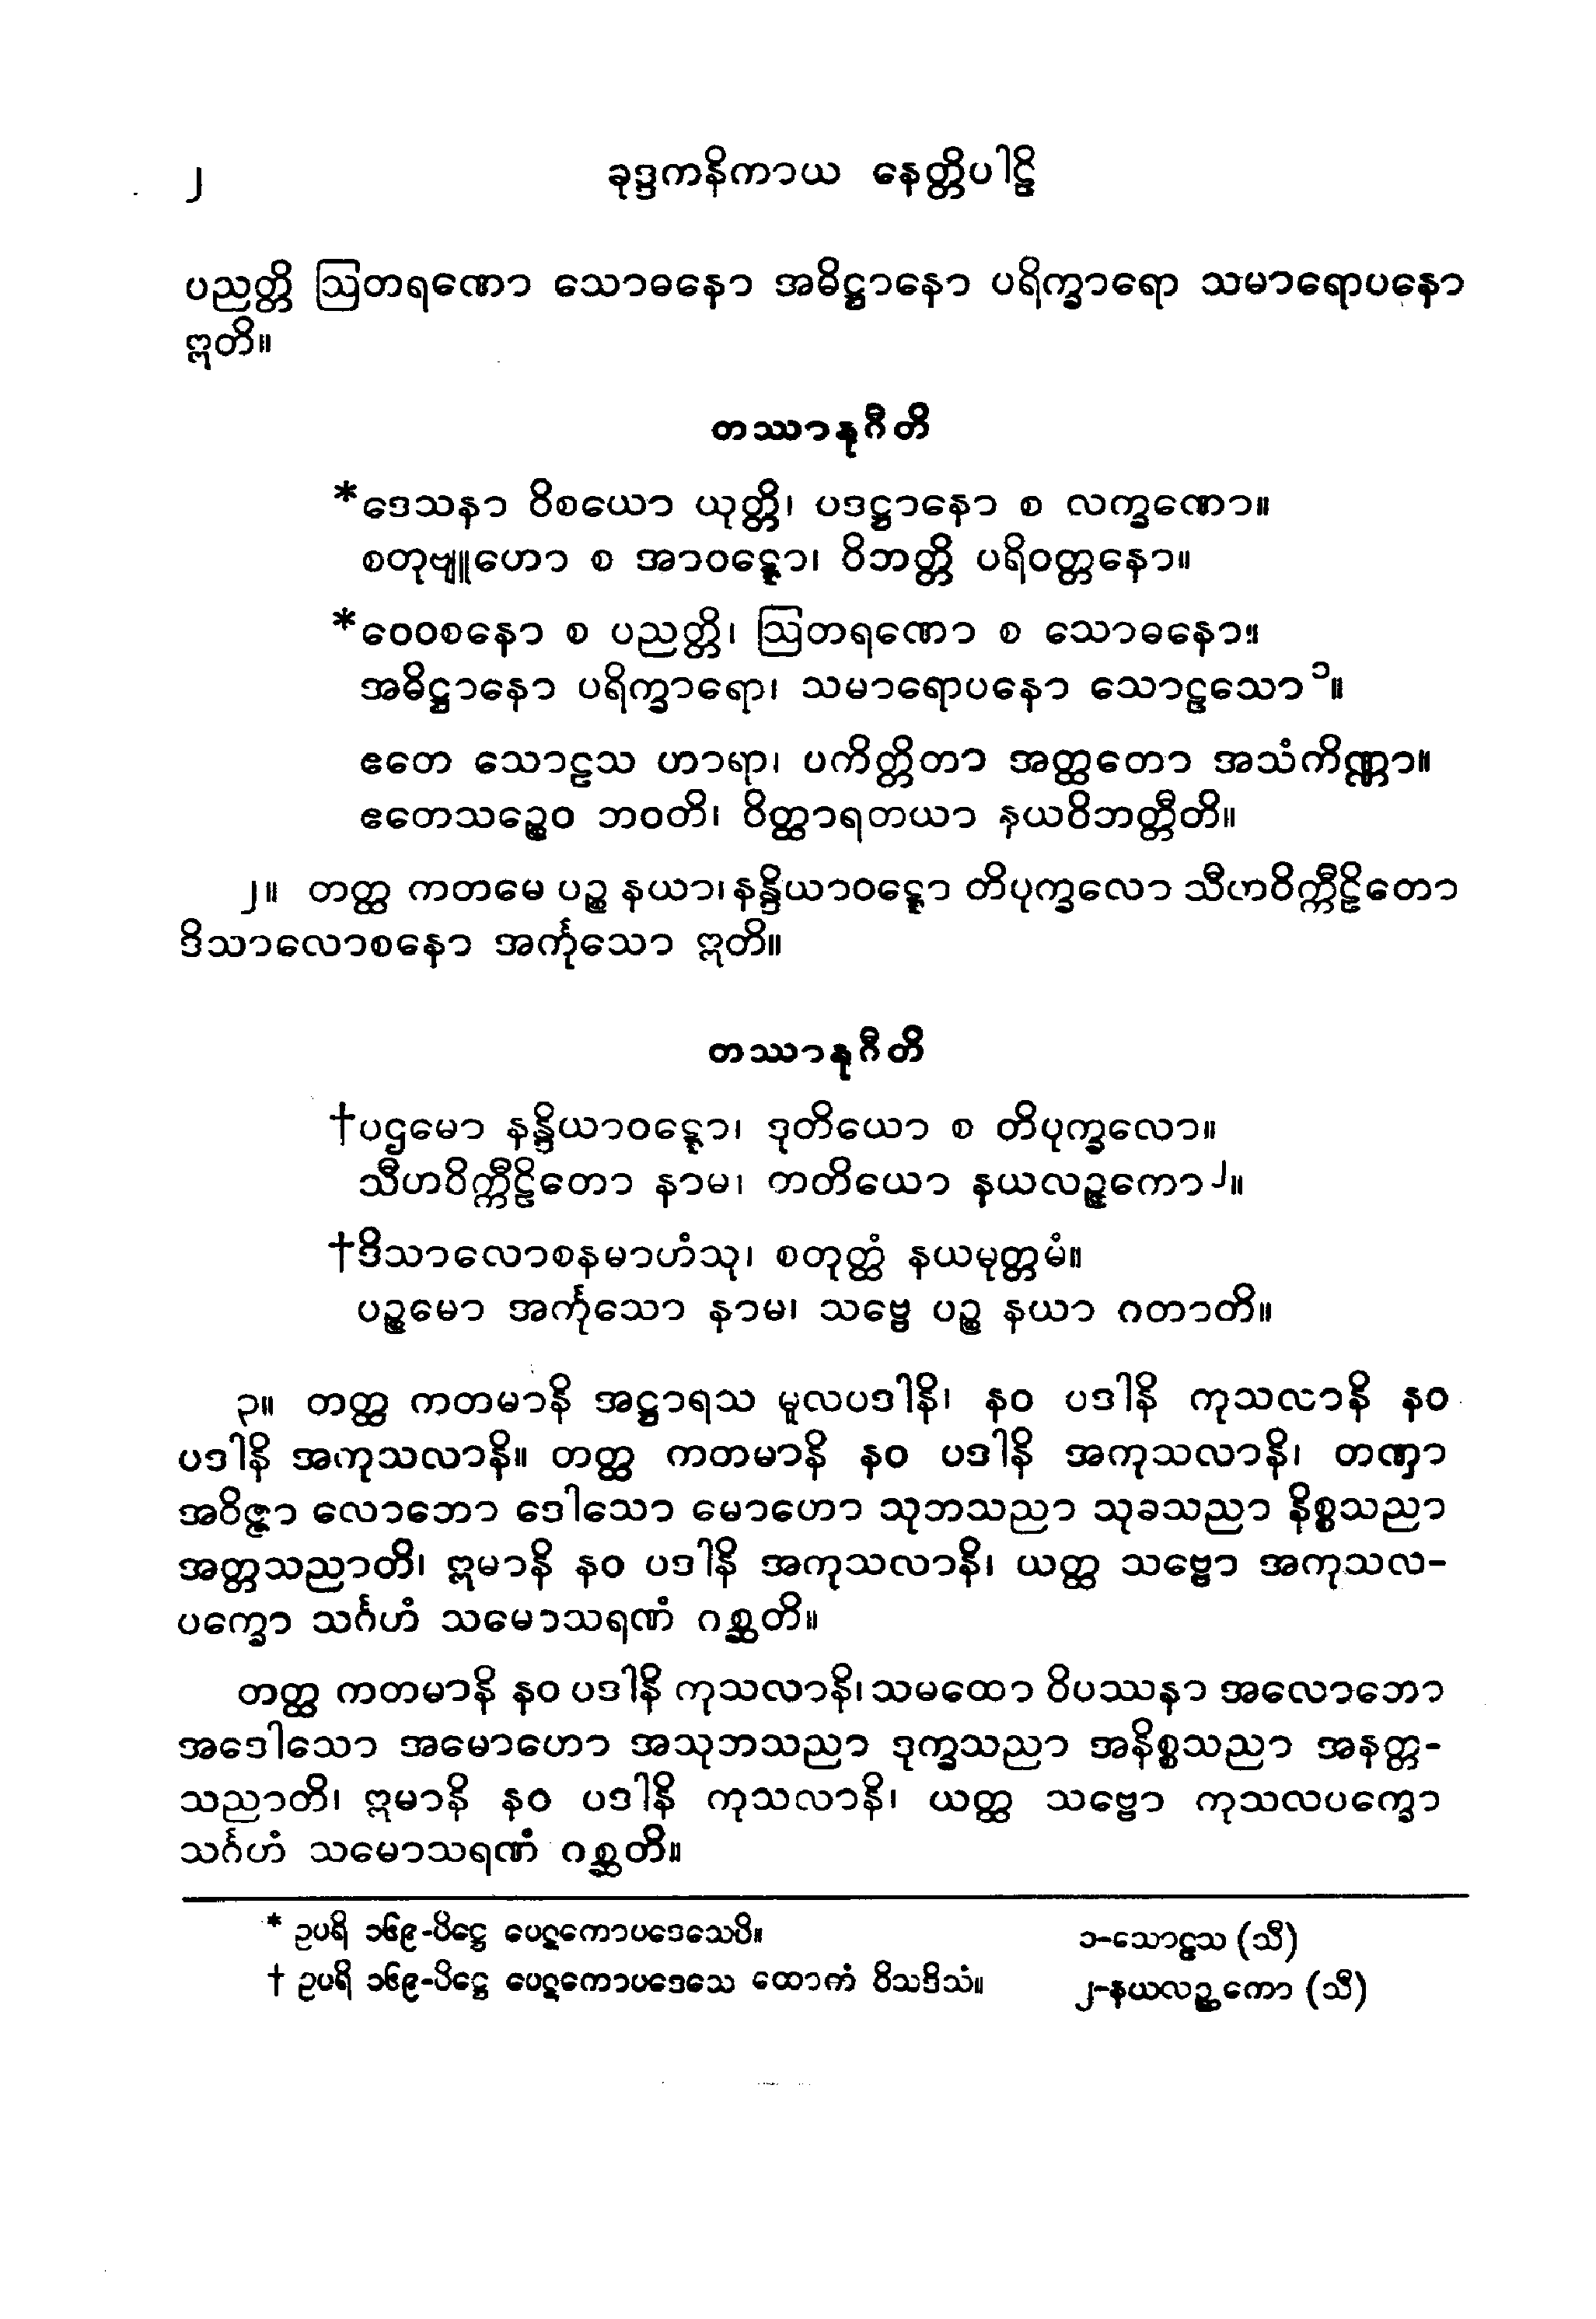 ၂ ခုဒ္ဒကနိကာယ နေတ္တိပါဠိ
ပညတ္တိ ဩတရဏော သောဓနော အဓိဋ္ဌာနော ပရိက္ခာရော သမာရောပနော
ဣတိ။
တဿာနုဂီတိ
*ဒေသနာ ဝိစယော ယုတ္တိ၊ ပဒဋ္ဌာနော စ လက္ခဏော။
စတုဗျူဟော စ အာဝဋ္ဋော၊ ဝိဘတ္တိ ပရိဝတ္တနော။
*ဝေဝစနော စ ပညတ္တိ၊ ဩတရဏော စ သောဓနော။
အဓိဋ္ဌာနော ပရိက္ခာရော၊ သမာရောပနော သောဠသော၁။
ဧတေ သောဠသ ဟာရာ၊ ပကိတ္တိတာ အတ္ထတော အသံကိဏ္ဏာ။
ဧတေသဉ္စေဝ ဘဝတိ၊ ဝိတ္ထာရတယာ နယဝိဘတ္တီတိ။
၂။ တတ္ထ ကတမေ ပဉ္စ နယာ၊ နန္ဒိယာဝဋ္ဋော တိပုက္ခလော သီဟဝိက္ကီဠိတော
ဒိသာလောစနော အင်္ကုသော ဣတိ။
တဿာနုဂီတိ
†ပဌမော နန္ဒိယာဝဋ္ဋော၊ ဒုတိယော စ တိပုက္ခလော။
သီဟဝိက္ကီဠိတော နာမ၊ တတိယော နယလဉ္ဇကော၂။
†ဒိသာလောစနမာဟံသု၊ စတုတ္ထံ နယမုတ္တမံ။
ပဉ္စမော အင်္ကုသော နာမ၊ သဗ္ဗေ ပဉ္စ နယာ ဂတာတိ။
၃။ တတ္ထ ကတမာနိ အဋ္ဌာရသ မူလပဒါနိ၊ နဝ ပဒါနိ ကုသလာနိ နဝ
ပဒါနိ အကုသလာနိ။ တတ္ထ ကတမာနိ နဝ ပဒါနိ အကုသလာနိ၊ တဏှာ
အဝိဇ္ဇာ လောဘော ဒေါသော မောဟော သုဘသညာ သုခသညာ နိစ္စသညာ
အတ္တသညာတိ၊ ဣမာနိ နဝ ပဒါနိ အကုသလာနိ၊ ယတ္ထ သဗ္ဗော အကုသလ-
ပက္ခော သင်္ဂဟံ သမောသရဏံ ဂစ္ဆတိ။
တတ္ထ ကတမာနိ နဝ ပဒါနိ ကုသလာနိ၊ သမထော ဝိပဿနာ အလောဘော
အဒေါသော အမောဟော အသုဘသညာ ဒုက္ခသညာ အနိစ္စသညာ အနတ္တ-
သညာတိ၊ ဣမာနိ နဝ ပဒါနိ ကုသလာနိ၊ ယတ္ထ သဗ္ဗော ကုသလပက္ခော
သင်္ဂဟံ သမောသရဏံ ဂစ္ဆတိ။
* ဥပရိ ၁၆၉-ပိဋ္ဌေ ပေဋကောပဒေသေပိ။ ၁-သောဠသ (သီ)
† ဥပရိ ၁၆၉-ပိဋ္ဌေ ပေဋကောပဒေသေ ထောကံ ဝိသဒိသံ။ ၂-နယလဉ္ဆကော (သီ)